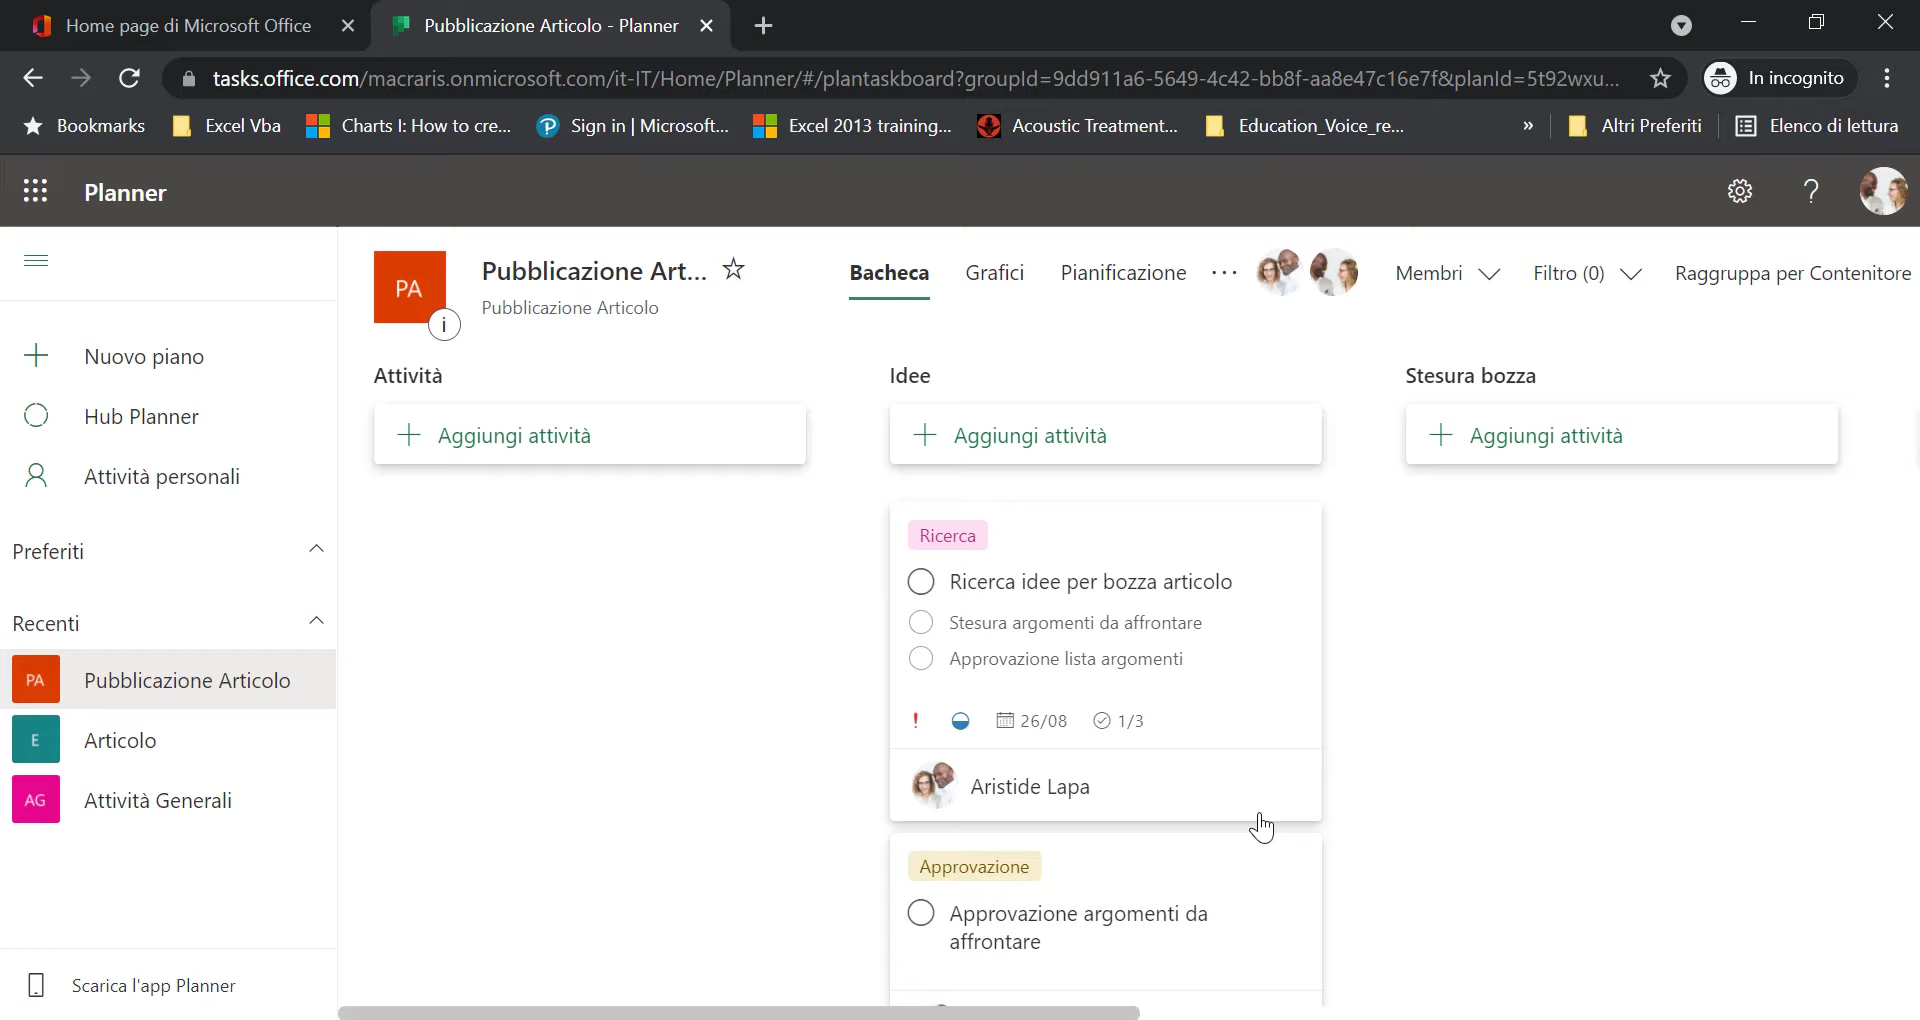 Home page di Microsoft Office
Pubblicazione Articolo - Planner
tasks.office.com/macraris.onmicrosoft.com/it-IT/Home/Planner/#/plantaskboard?groupId=9dd911a6-5649-4c42-bb8f-aa8e47c16e7f&planId=5t92wxu...
In incognito
Bookmarks
Excel Vba
Charts I: How to cre...
Sign in | Microsoft...
Excel 2013 training...
Acoustic Treatment...
Education_Voice_re...
»
Altri Preferiti
Elenco di lettura
Planner
?
PA
i
Pubblicazione Art...
Pubblicazione Articolo
Bacheca
Grafici
Pianificazione
...
Membri
Filtro (0)
Raggruppa per Contenitore
Nuovo piano
Hub Planner
Attività personali
Preferiti
Recenti
PA
Pubblicazione Articolo
E
Articolo
AG
Attività Generali
Scarica l'app Planner
Attività
+ Aggiungi attività
Idee
+ Aggiungi attività
Ricerca
Ricerca idee per bozza articolo
Stesura argomenti da affrontare
Approvazione lista argomenti
! 26/08 1/3
Aristide Lapa
Approvazione
Approvazione argomenti da
affrontare
Stesura bozza
+ Aggiungi attività